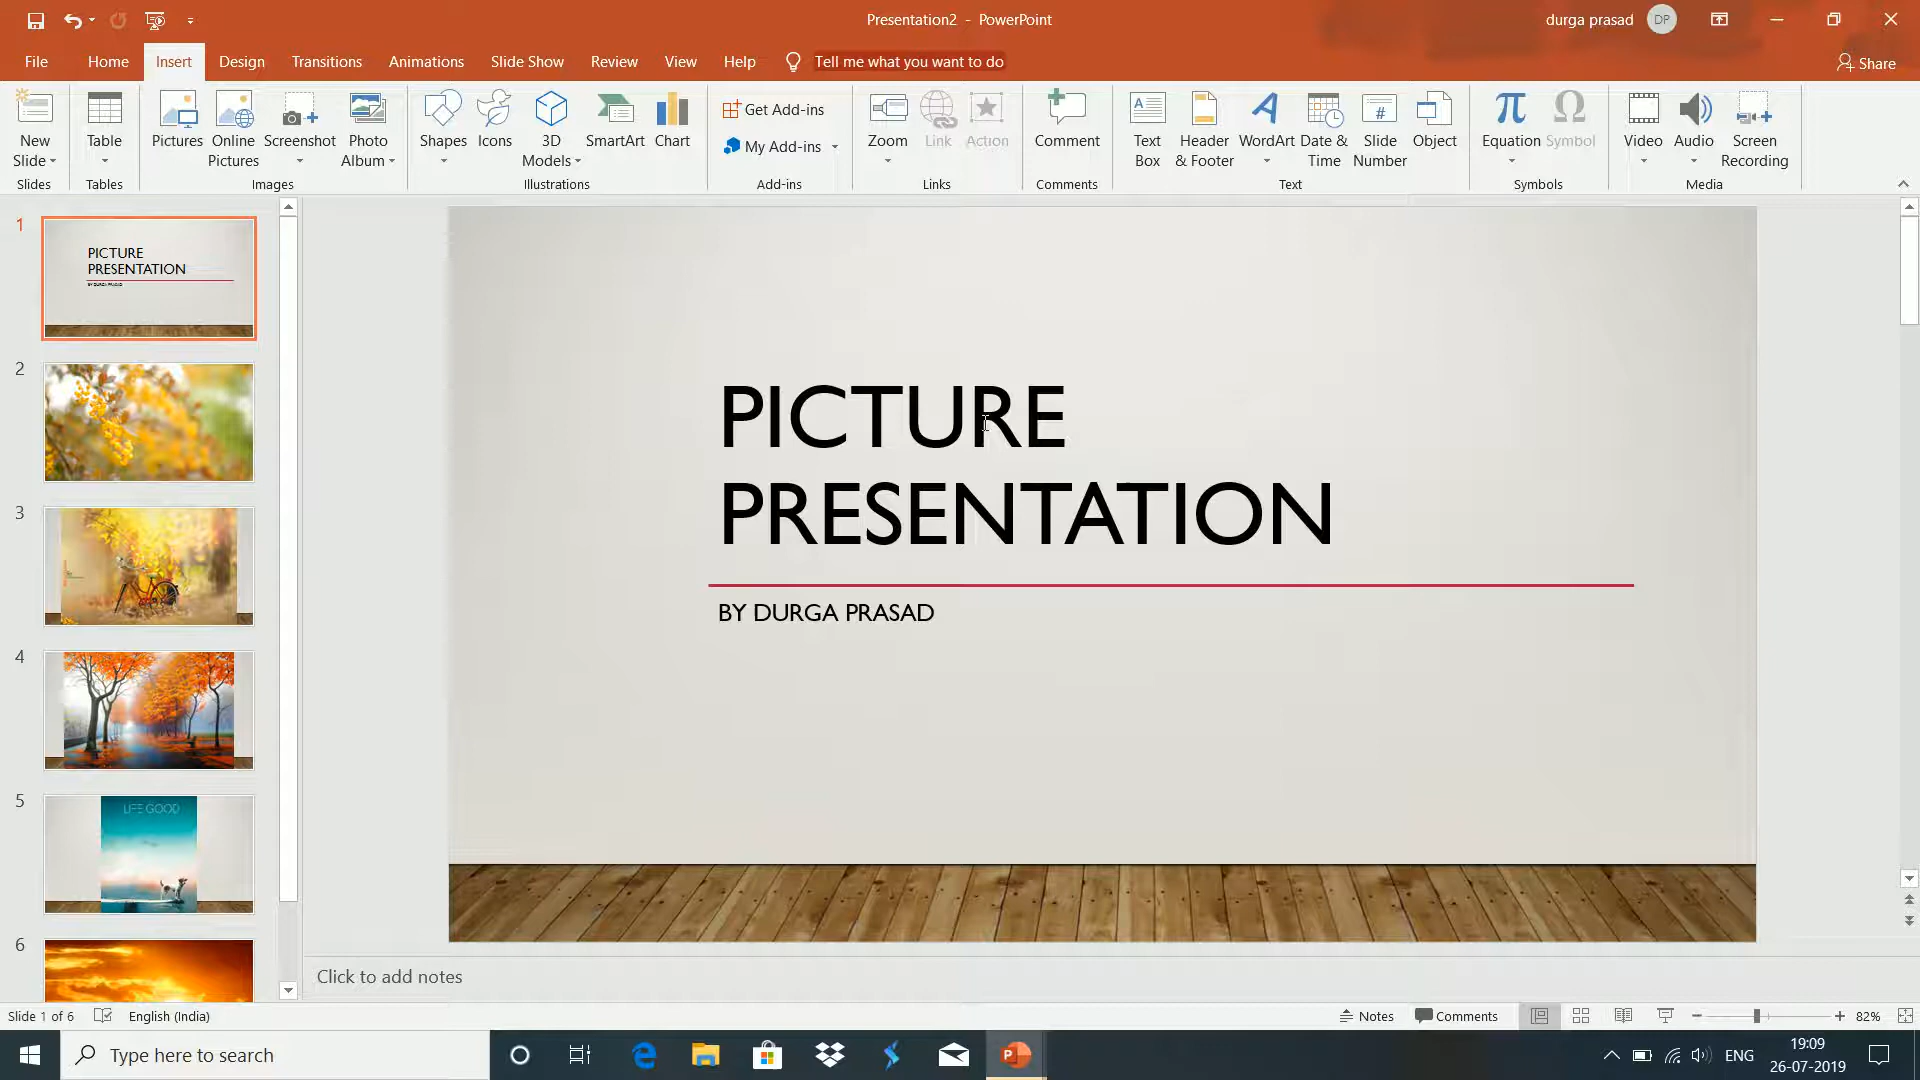 Presentation2 - PowerPoint
durga prasad
DP
File
Home
Insert
Design
Transitions
Animations
Slide Show
Review
View
Help
Tell me what you want to do
Share
New Slide
Table
Pictures
Online Pictures
Screenshot
Photo Album
Shapes
Icons
3D Models
SmartArt
Chart
Get Add-ins
My Add-ins
Zoom
Link
Action
Comment
Text Box
Header & Footer
WordArt
Date & Time
Slide Number
Object
Equation
Symbol
Video
Audio
Screen Recording
Slides
Tables
Images
Illustrations
Add-ins
Links
Comments
Text
Symbols
Media
1
PICTURE
PRESENTATION
BY DURGA PRASAD
2
3
4
5
LIFE GOOD
6
PICTURE
PRESENTATION
BY DURGA PRASAD
Click to add notes
Slide 1 of 6
English (India)
Notes
Comments
82%
Type here to search
ENG
19:09
26-07-2019